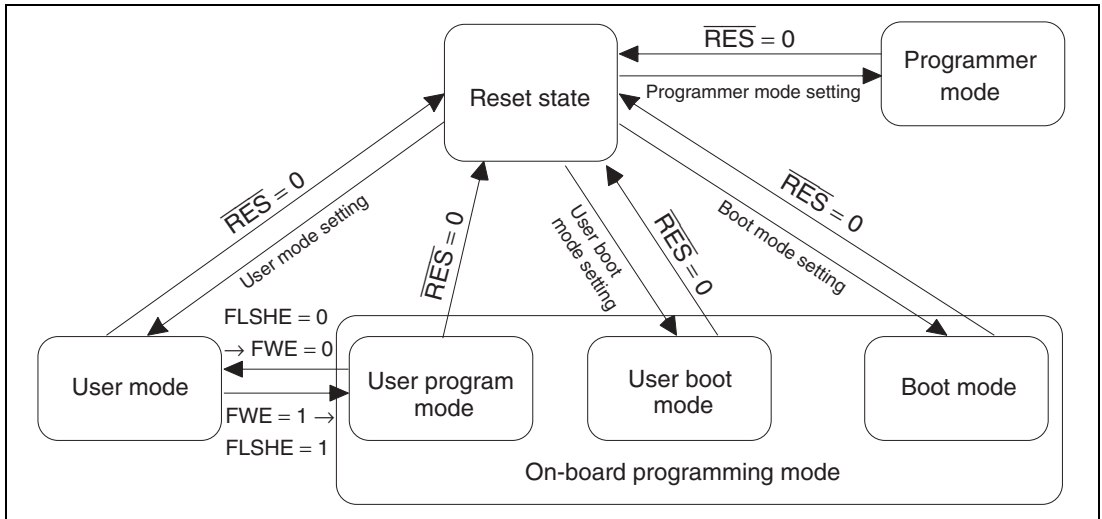 RES = 0
Programmer mode setting
Programmer
mode
Reset state
RES = 0
User mode setting
RES = 0
User boot
mode setting
RES = 0
Boot mode setting
RES = 0
FLSHE = 0
→ FWE = 0
FWE = 1 →
FLSHE = 1
User mode
User program
mode
User boot
mode
Boot mode
On-board programming mode